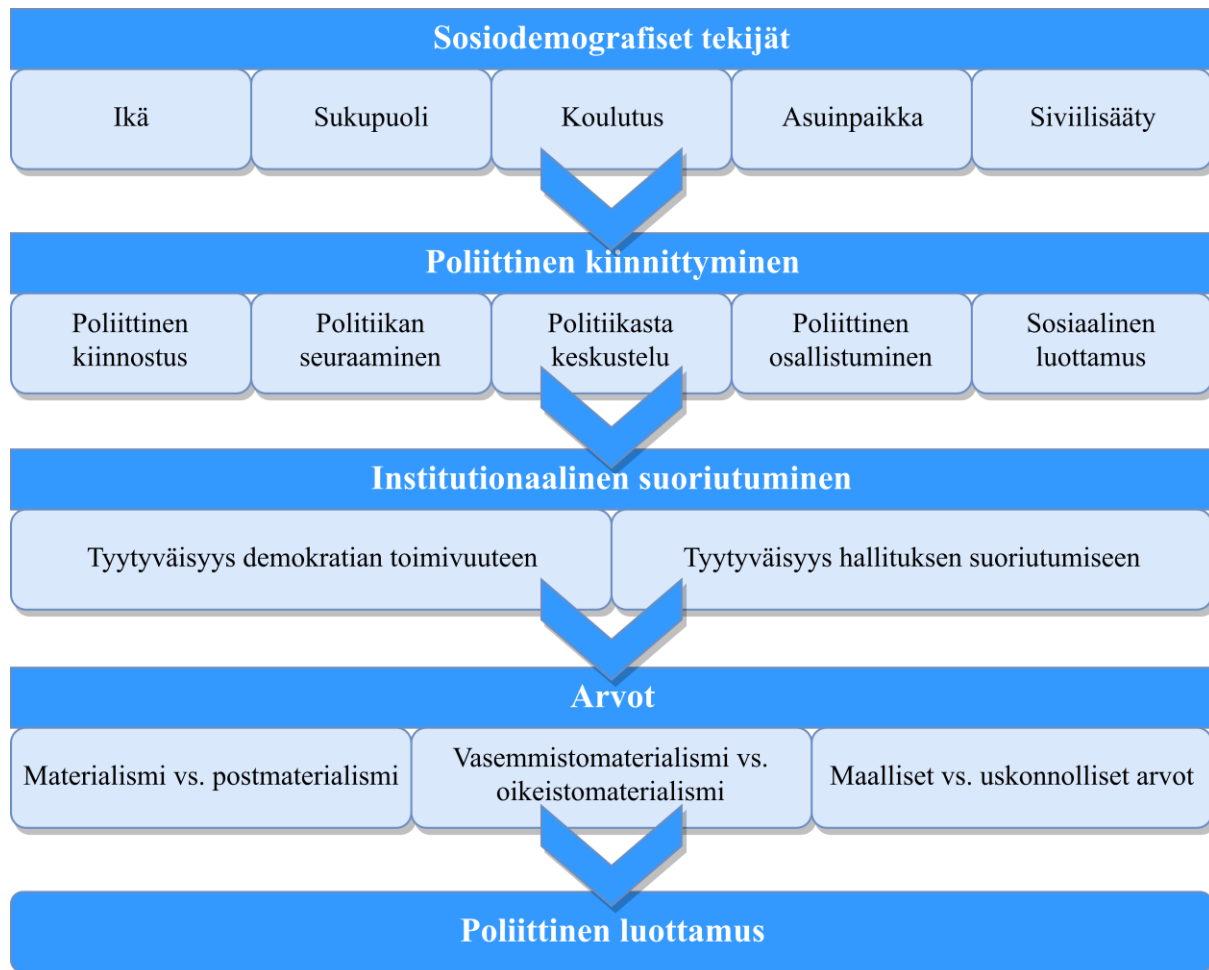 Sosiodemografiset tekijät
Ikä
Sukupuoli
Koulutus
Asuinpaikka
Siviilisääty
Poliittinen kiinnittyminen
Poliittinen
kiinnostus
Politiikan
seuraaminen
Politiikasta
keskustelu
Poliittinen
osallistuminen
Sosiaalinen
luottamus
Institutionaalinen suoriutuminen
Tyytyväisyys demokratian toimivuuteen
Tyytyväisyys hallituksen suoriutumiseen
Arvot
Materialismi vs. postmaterialismi
Vasemmistomaterialismi vs.
oikeistomaterialismi
Maalliset vs. uskonnolliset arvot
Poliittinen luottamus